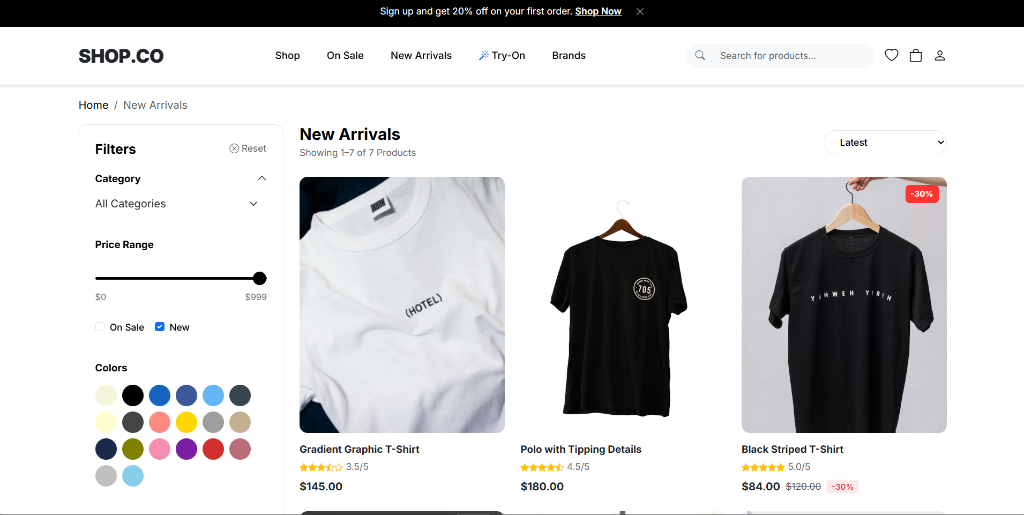 Sign up and get 20% off on your first order. Shop Now
SHOP.CO
Shop
On Sale
New Arrivals
Try-On
Brands
Search for products...
Home / New Arrivals
Filters
Reset
Category
All Categories
Price Range
$0
$999
On Sale
New
Colors
New Arrivals
Showing 1–7 of 7 Products
Latest
(HOTEL)
705
-30%
YAHWEH YIREH
Gradient Graphic T-Shirt
3.5/5
$145.00
Polo with Tipping Details
4.5/5
$180.00
Black Striped T-Shirt
5.0/5
$84.00 $120.00 -30%